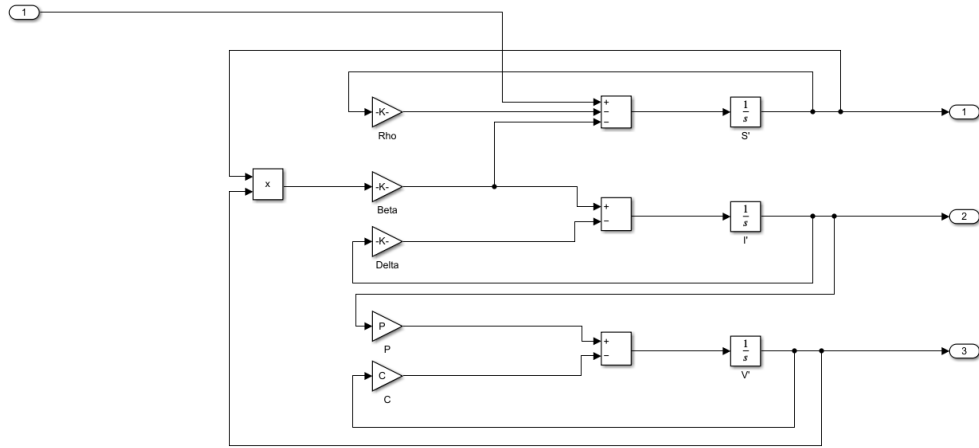 1
+
−
−
-K-
Rho
1
s
S'
1
x
-K-
Beta
+
−
1
s
I'
2
-K-
Delta
P
P
+
−
1
s
V'
3
C
C